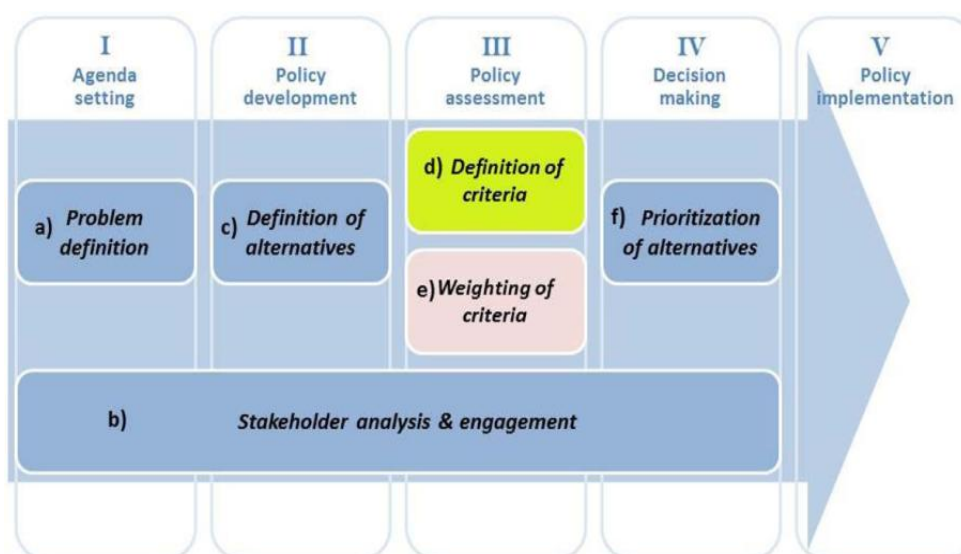 I
Agenda
setting
II
Policy
development
III
Policy
assessment
IV
Decision
making
V
Policy
implementation
a) Problem
definition
c) Definition of
alternatives
d) Definition of
criteria
e) Weighting of
criteria
f) Prioritization
of alternatives
b) Stakeholder analysis & engagement